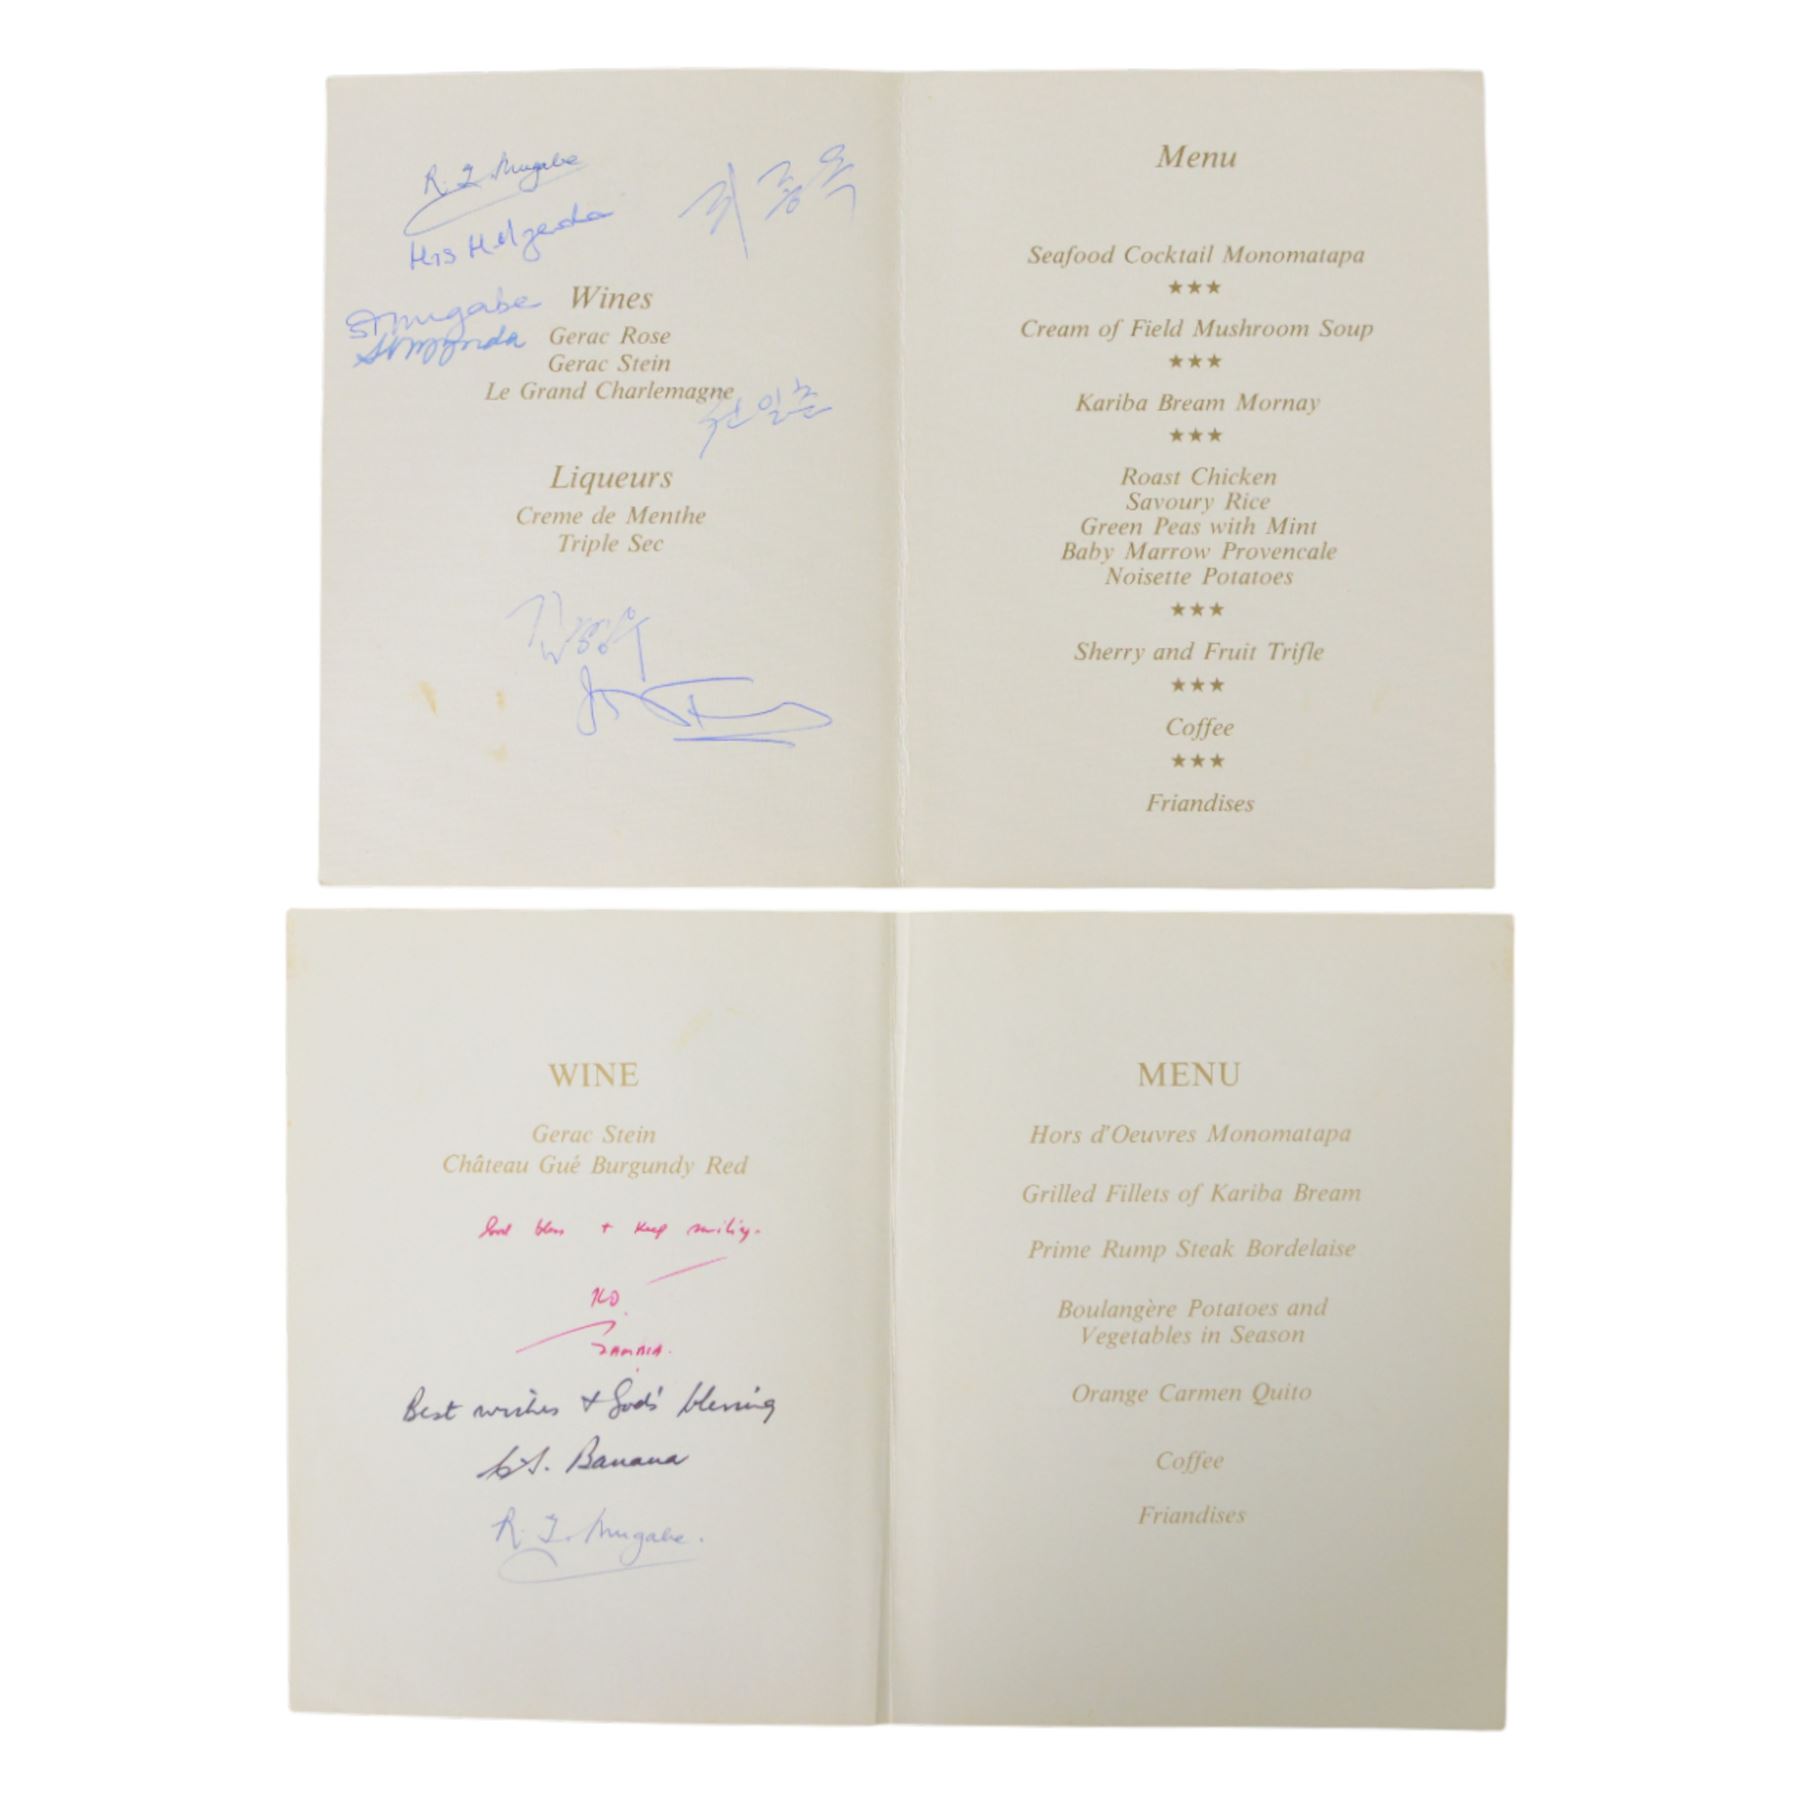 R. G. Mugabe
Mrs H. Mzenda
Wines
Gerac Rose
Gerac Stein
Le Grand Charlemagne
Liqueurs
Creme de Menthe
Triple Sec
Menu
Seafood Cocktail Monomatapa
★★★
Cream of Field Mushroom Soup
★★★
Kariba Bream Mornay
★★★
Roast Chicken
Savoury Rice
Green Peas with Mint
Baby Marrow Provencale
Noisette Potatoes
★★★
Sherry and Fruit Trifle
★★★
Coffee
★★★
Friandises
WINE
Gerac Stein
Château Gué Burgundy Red
God bless + keep smiling.
KD
ZAMBIA.
Best wishes + God's blessing
Banana
R. G. Mugabe.
MENU
Hors d'Oeuvres Monomatapa
Grilled Fillets of Kariba Bream
Prime Rump Steak Bordelaise
Boulangère Potatoes and
Vegetables in Season
Orange Carmen Quito
Coffee
Friandises